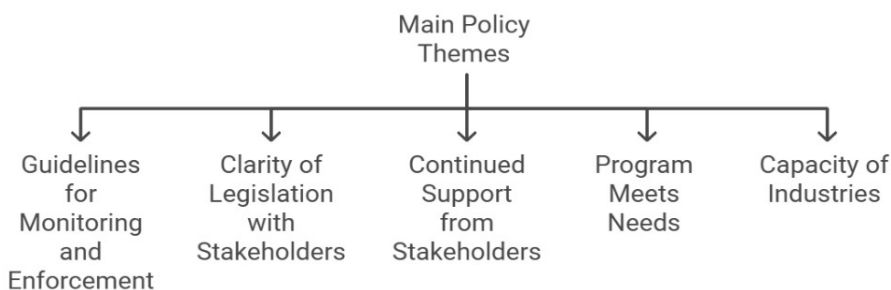 Main Policy
Themes
Guidelines
for
Monitoring
and
Enforcement
Clarity of
Legislation
with
Stakeholders
Continued
Support
from
Stakeholders
Program
Meets
Needs
Capacity of
Industries